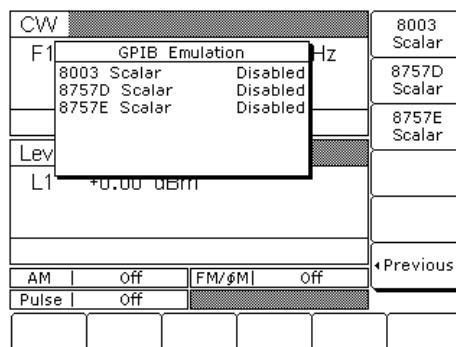 CW
F1 Hz
GPIB Emulation
8003 Scalar Disabled
8757D Scalar Disabled
8757E Scalar Disabled
Lev
L1 +0.00 dBm
AM | Off FM/ϕM| Off
Pulse | Off
8003
Scalar
8757D
Scalar
8757E
Scalar
◂Previous